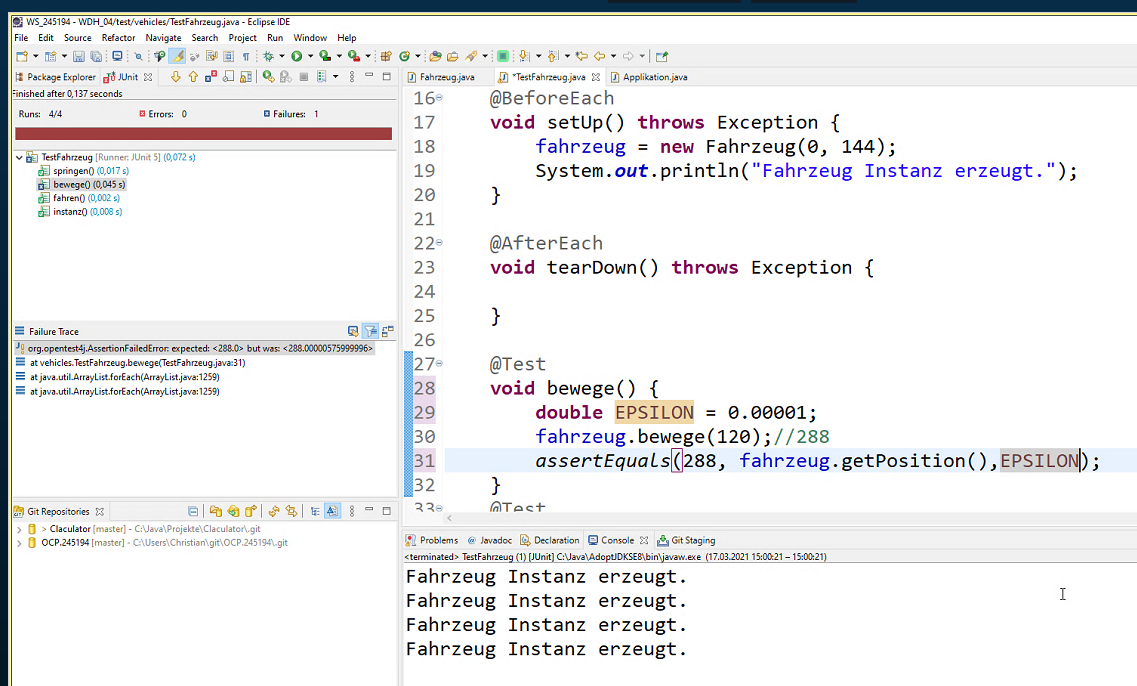 WS_245194 - WDH_04/test/vehicles/TestFahrzeug.java - Eclipse IDE
File Edit Source Refactor Navigate Search Project Run Window Help
Package Explorer JUnit
Finished after 0,137 seconds
Runs: 4/4 Errors: 0 Failures: 1
TestFahrzeug [Runner: JUnit 5] (0,072 s)
springen() (0,017 s)
bewege() (0,045 s)
fahren() (0,002 s)
instanz() (0,008 s)
Failure Trace
org.opentest4j.AssertionFailedError: expected: <288.0> but was: <288.00000575999996>
at vehicles.TestFahrzeug.bewege(TestFahrzeug.java:31)
at java.util.ArrayList.forEach(ArrayList.java:1259)
at java.util.ArrayList.forEach(ArrayList.java:1259)
Git Repositories
> Claculator [master] - C:\Java\Projekte\Claculator\.git
OCP.245194 [master] - C:\Users\Christian\git\OCP.245194\.git
Fahrzeug.java *TestFahrzeug.java Applikation.java
16 @BeforeEach
17 void setUp() throws Exception {
18 fahrzeug = new Fahrzeug(0, 144);
19 System.out.println("Fahrzeug Instanz erzeugt.");
20 }
21
22 @AfterEach
23 void tearDown() throws Exception {
24
25 }
26
27 @Test
28 void bewege() {
29 double EPSILON = 0.00001;
30 fahrzeug.bewege(120);//288
31 assertEquals(288, fahrzeug.getPosition(),EPSILON);
32 }
33 @Test
Problems Javadoc Declaration Console Git Staging
<terminated> TestFahrzeug (1) [JUnit] C:\Java\AdoptJDKSE8\bin\javaw.exe (17.03.2021 15:00:21 – 15:00:21)
Fahrzeug Instanz erzeugt.
Fahrzeug Instanz erzeugt.
Fahrzeug Instanz erzeugt.
Fahrzeug Instanz erzeugt.